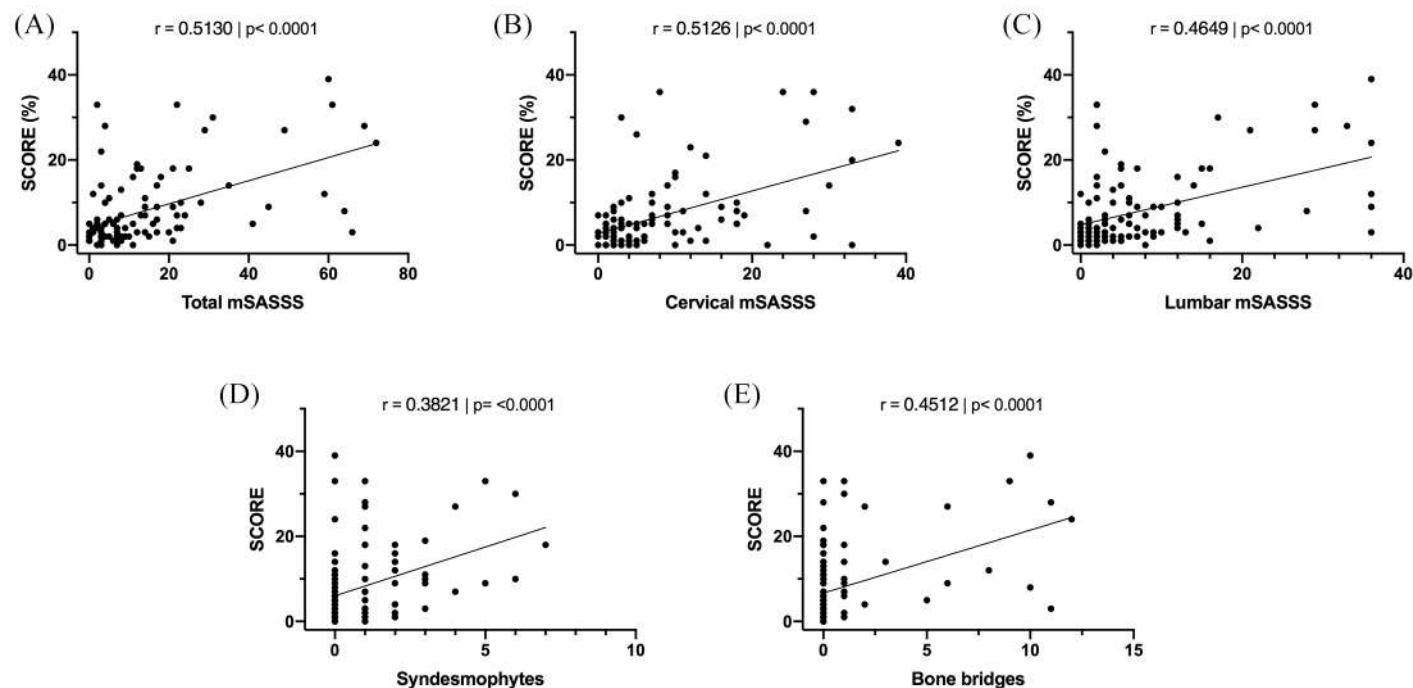 (A)
r = 0.5130 | p< 0.0001
SCORE (%)
40
20
0
0 20 40 60 80
Total mSASSS
(B)
r = 0.5126 | p< 0.0001
SCORE (%)
40
20
0
0 20 40
Cervical mSASSS
(C)
r = 0.4649 | p< 0.0001
SCORE (%)
40
20
0
0 20 40
Lumbar mSASSS
(D)
r = 0.3821 | p= <0.0001
SCORE
40
20
0
0 5 10
Syndesmophytes
(E)
r = 0.4512 | p< 0.0001
SCORE
40
20
0
0 5 10 15
Bone bridges